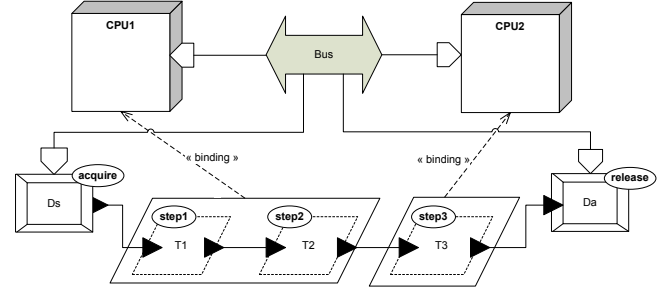 CPU1
CPU2
Bus
« binding »
« binding »
acquire
release
Ds
Da
step1
step2
step3
T1
T2
T3